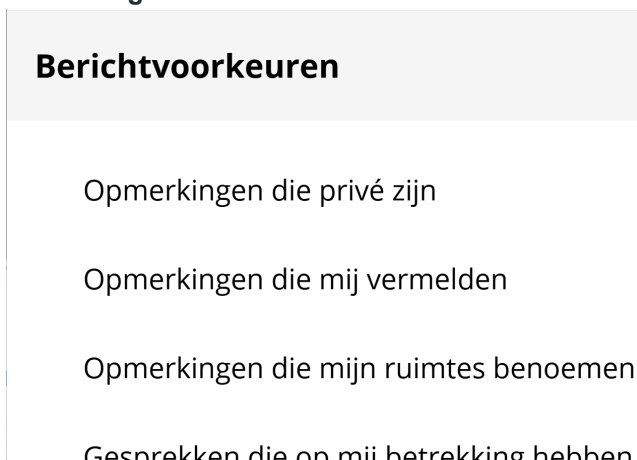 Berichtvoorkeuren
Opmerkingen die privé zijn
Opmerkingen die mij vermelden
Opmerkingen die mijn ruimtes benoemen
Gesprekken die op mij betrekking hebben